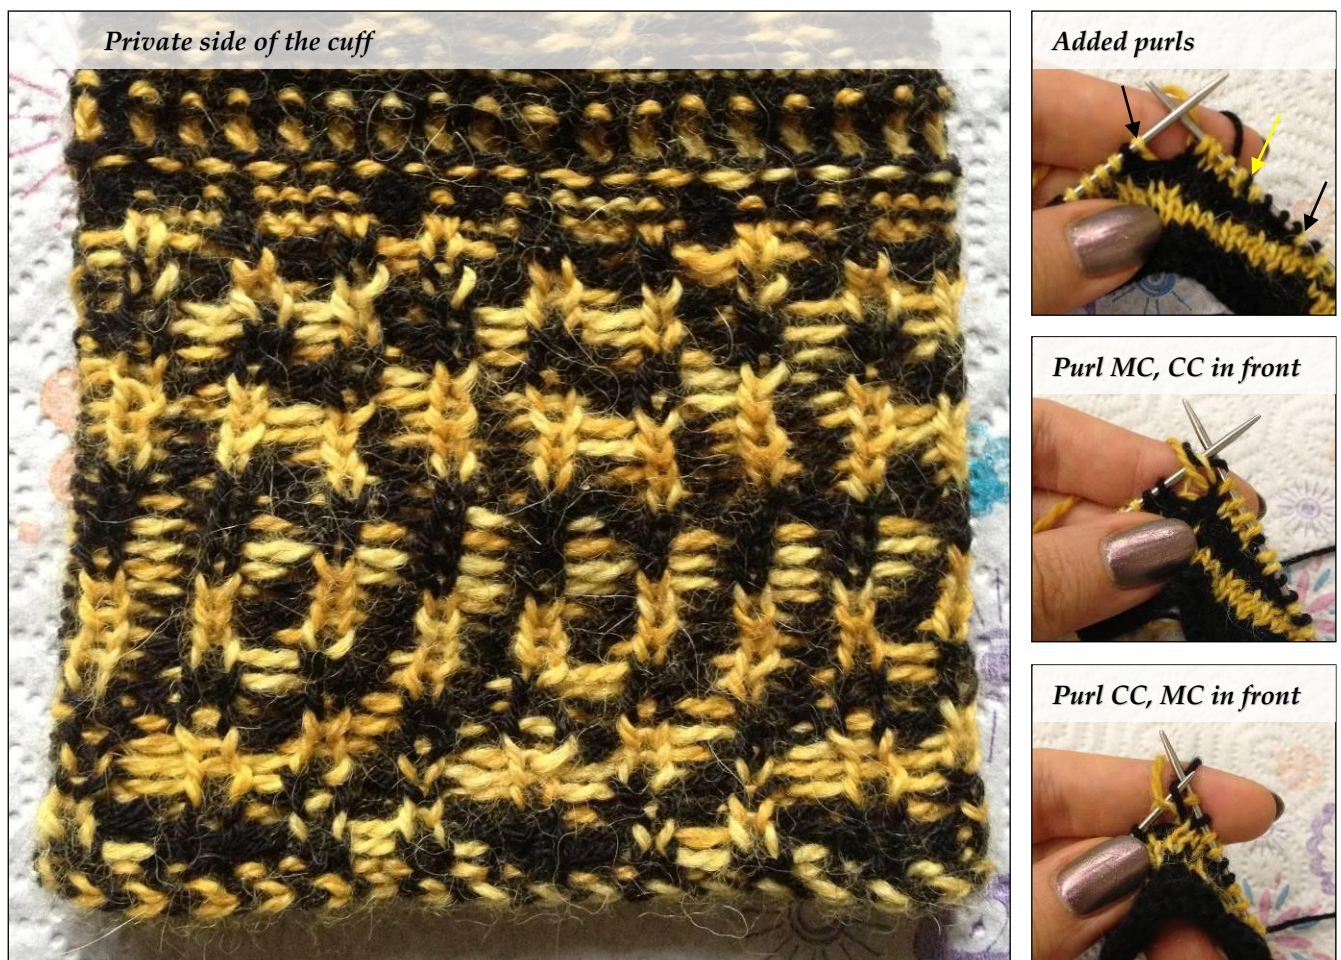 Private side of the cuff
Added purls
Purl MC, CC in front
Purl CC, MC in front